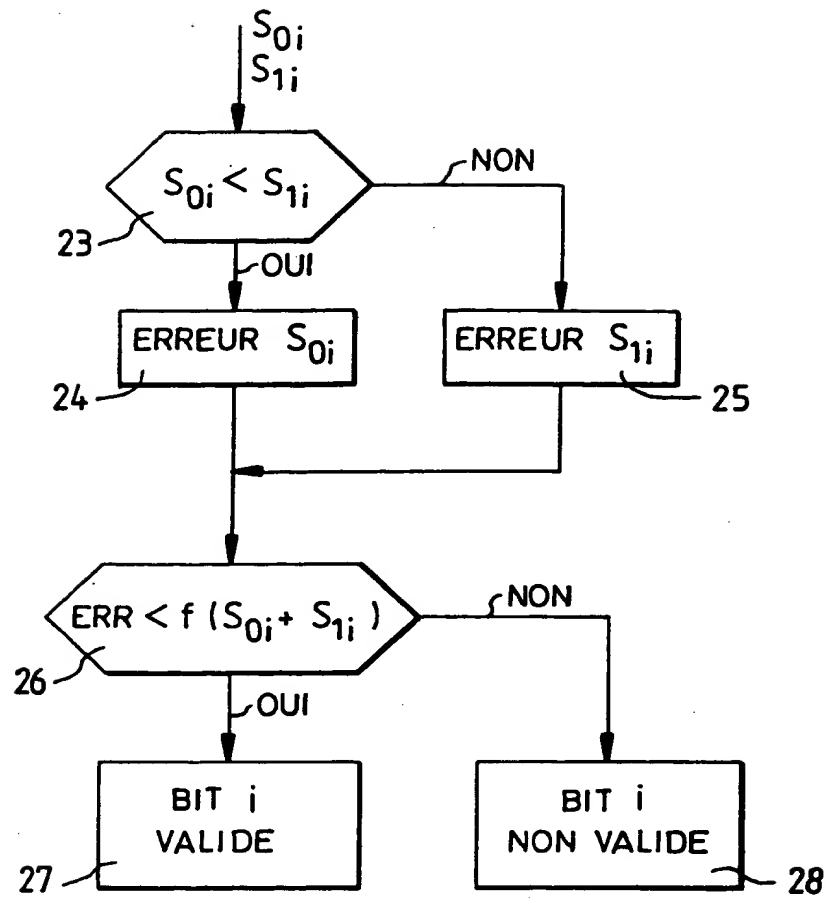 S0i
S1i
S0i < S1i
NON
23
OUI
ERREUR S0i
ERREUR S1i
24
25
ERR < f (S0i + S1i)
NON
26
OUI
BIT i
VALIDE
BIT i
NON VALIDE
27
28